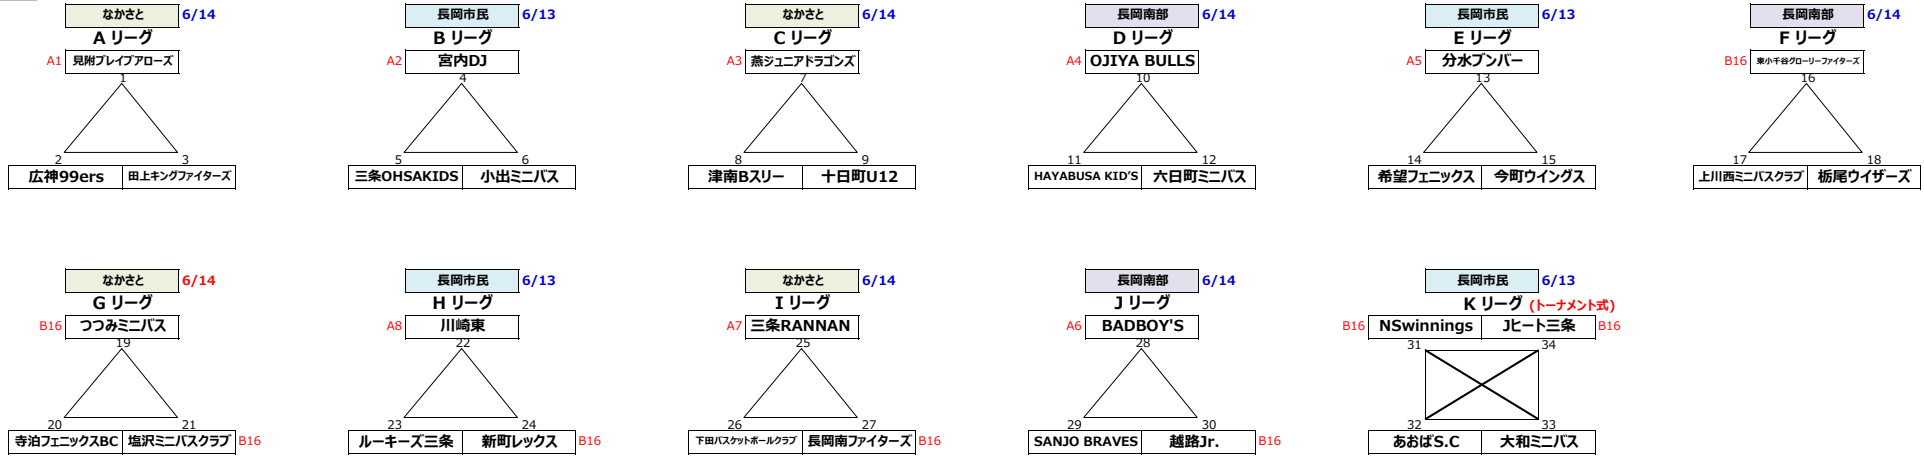 なかさと 6/14
A リーグ
A1 見附ブレイブアローズ
1
2 3
広神99ers 田上キングファイターズ
長岡市民 6/13
B リーグ
A2 宮内DJ
4
5 6
三条OHSAKIDS 小出ミニバス
なかさと 6/14
C リーグ
A3 燕ジュニアドラゴンズ
7
8 9
津南Bスリー 十日町U12
長岡南部 6/14
D リーグ
A4 OJIYA BULLS
10
11 12
HAYABUSA KID'S 六日町ミニバス
長岡市民 6/13
E リーグ
A5 分水ブンバー
13
14 15
希望フェニックス 今町ウイングス
長岡南部 6/14
F リーグ
B16 東小千谷グローリーファイターズ
16
17 18
上川西ミニバスクラブ 栃尾ウイザーズ
なかさと 6/14
G リーグ
B16 つつみミニバス
19
20 21
寺泊フェニックスBC 塩沢ミニバスクラブ B16
長岡市民 6/13
H リーグ
A8 川崎東
22
23 24
ルーキーズ三条 新町レックス B16
なかさと 6/14
I リーグ
A7 三条RANNAN
25
26 27
下田バスケットボールクラブ 長岡南ファイターズ B16
長岡南部 6/14
J リーグ
A6 BADBOY'S
28
29 30
SANJO BRAVES 越路Jr. B16
長岡市民 6/13
K リーグ (トーナメント式)
B16 NSwinnings Jヒート三条 B16
31 34
32 33
あおばS.C 大和ミニバス